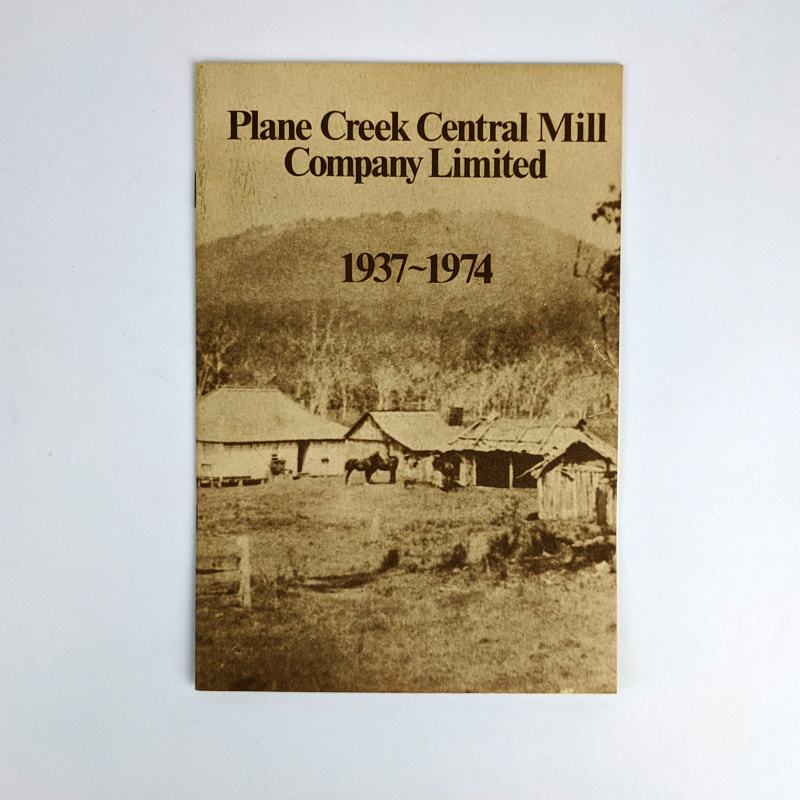 Plane Creek Central Mill
Company Limited
1937~1974